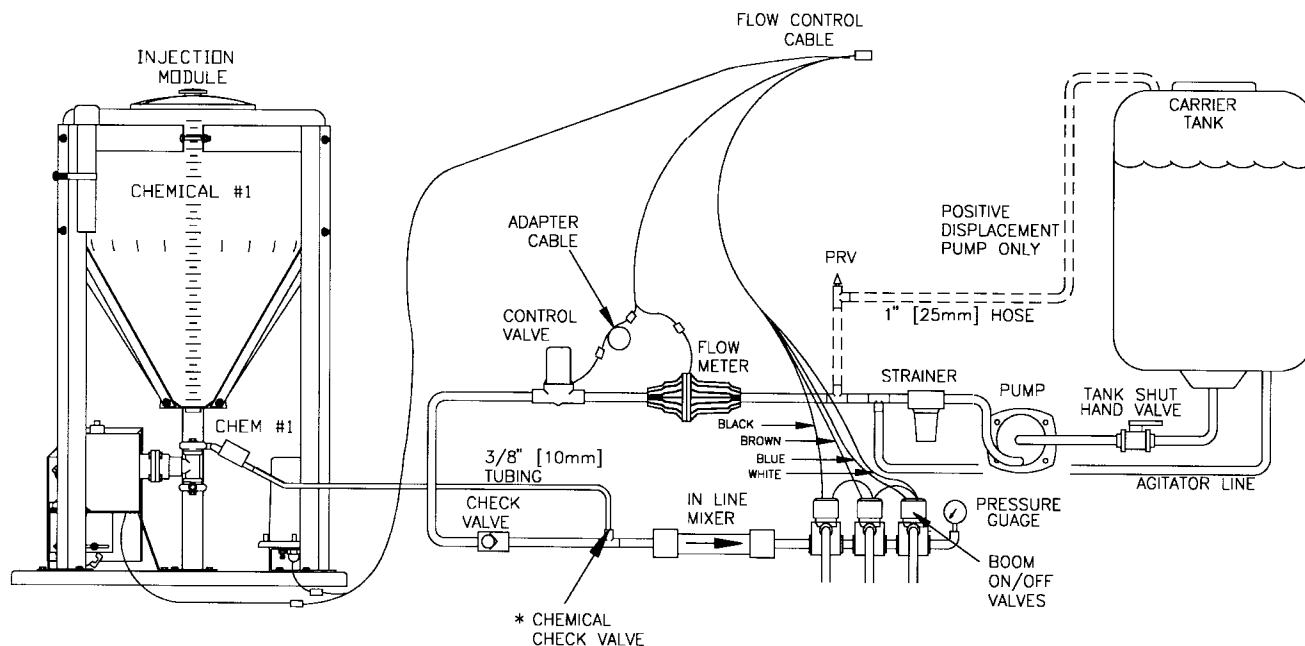 FLOW CONTROL
CABLE
INJECTION
MODULE
CARRIER
TANK
CHEMICAL #1
POSITIVE
DISPLACEMENT
PUMP ONLY
ADAPTER
CABLE
PRV
1" [25mm] HOSE
CONTROL
VALVE
FLOW
METER
STRAINER
PUMP
TANK SHUT
HAND VALVE
CHEM #1
BLACK
BROWN
BLUE
WHITE
3/8" [10mm]
TUBING
AGITATOR LINE
CHECK
VALVE
IN LINE
MIXER
PRESSURE
GUAGE
BOOM
ON/OFF
VALVES
* CHEMICAL
CHECK VALVE